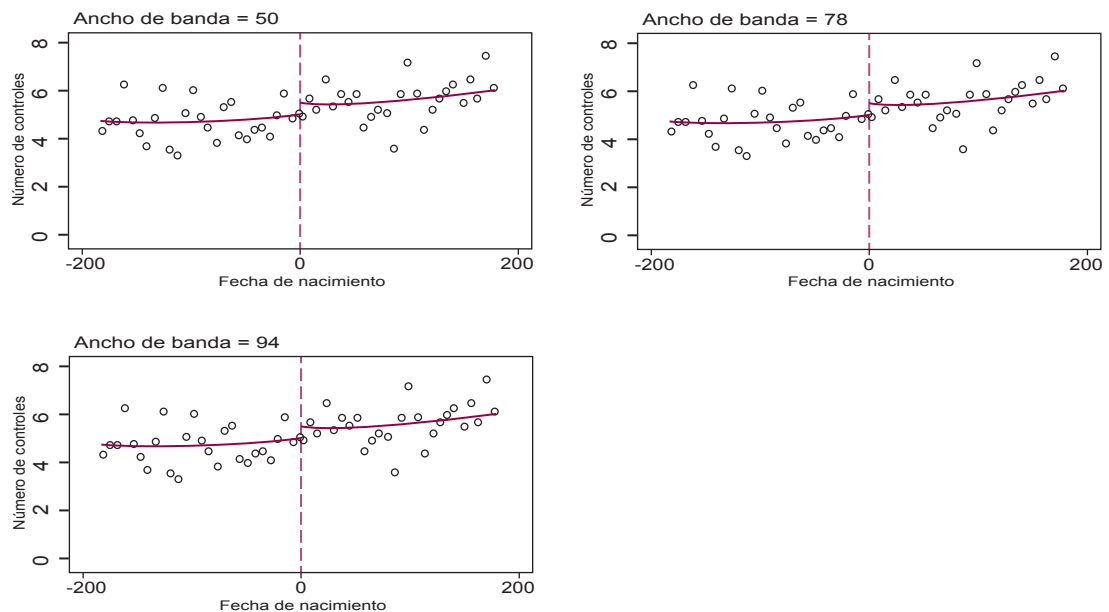 Ancho de banda = 50
Número de controles
8
6
4
2
0
-200
0
200
Fecha de nacimiento
Ancho de banda = 78
Número de controles
8
6
4
2
0
-200
0
200
Fecha de nacimiento
Ancho de banda = 94
Número de controles
8
6
4
2
0
-200
0
200
Fecha de nacimiento